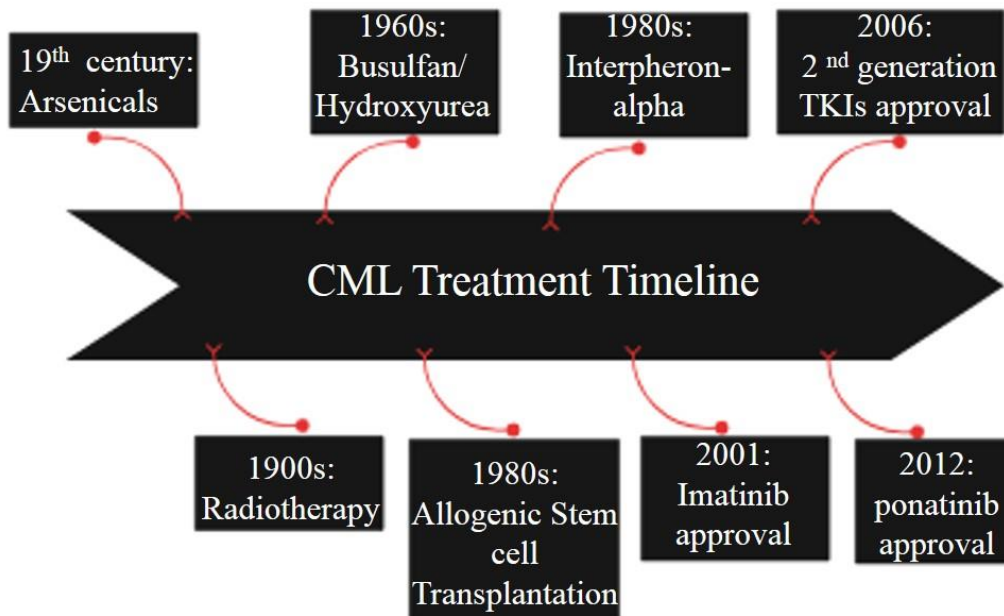 19th century:
Arsenicals
1960s:
Busulfan/
Hydroxyurea
1980s:
Interpheron-
alpha
2006:
2 nd generation
TKIs approval
CML Treatment Timeline
1900s:
Radiotherapy
1980s:
Allogenic Stem
cell
Transplantation
2001:
Imatinib
approval
2012:
ponatinib
approval